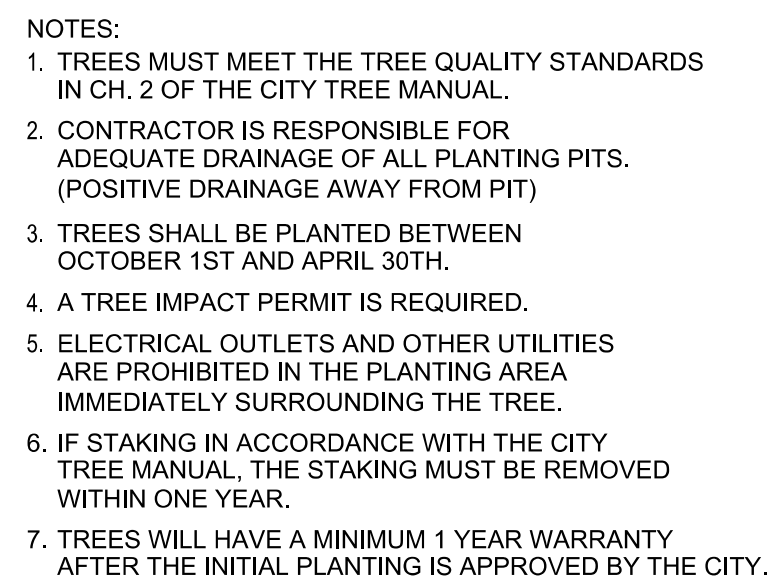 NOTES:
1. TREES MUST MEET THE TREE QUALITY STANDARDS
IN CH. 2 OF THE CITY TREE MANUAL.
2. CONTRACTOR IS RESPONSIBLE FOR
ADEQUATE DRAINAGE OF ALL PLANTING PITS.
(POSITIVE DRAINAGE AWAY FROM PIT)
3. TREES SHALL BE PLANTED BETWEEN
OCTOBER 1ST AND APRIL 30TH.
4. A TREE IMPACT PERMIT IS REQUIRED.
5. ELECTRICAL OUTLETS AND OTHER UTILITIES
ARE PROHIBITED IN THE PLANTING AREA
IMMEDIATELY SURROUNDING THE TREE.
6. IF STAKING IN ACCORDANCE WITH THE CITY
TREE MANUAL, THE STAKING MUST BE REMOVED
WITHIN ONE YEAR.
7. TREES WILL HAVE A MINIMUM 1 YEAR WARRANTY
AFTER THE INITIAL PLANTING IS APPROVED BY THE CITY.